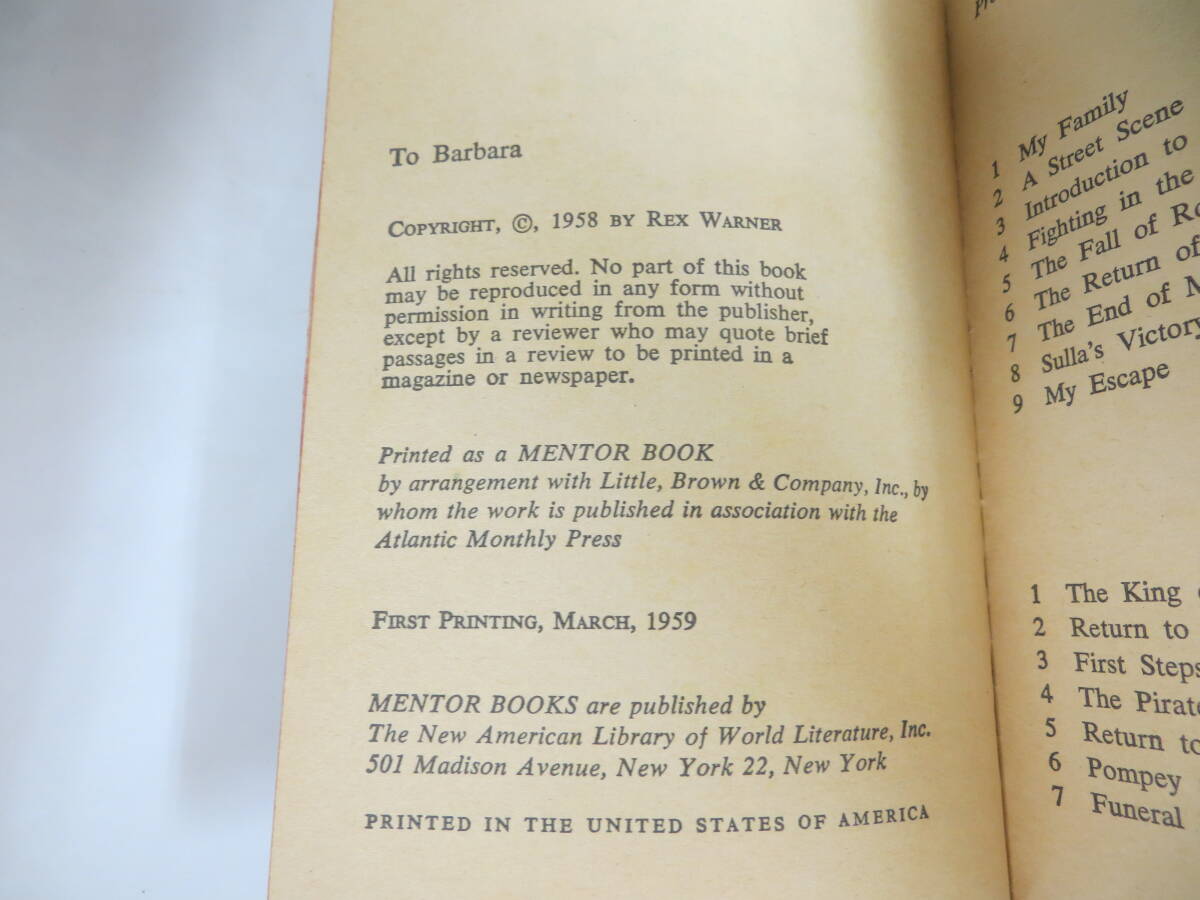 To Barbara
COPYRIGHT, ©, 1958 BY REX WARNER
All rights reserved. No part of this book
may be reproduced in any form without
permission in writing from the publisher,
except by a reviewer who may quote brief
passages in a review to be printed in a
magazine or newspaper.
Printed as a MENTOR BOOK
by arrangement with Little, Brown & Company, Inc., by
whom the work is published in association with the
Atlantic Monthly Press
FIRST PRINTING, MARCH, 1959
MENTOR BOOKS are published by
The New American Library of World Literature, Inc.
501 Madison Avenue, New York 22, New York
PRINTED IN THE UNITED STATES OF AMERICA
1 My Family
2 A Street Scene
3 Introduction to
4 Fighting in the
5 The Fall of
6 The Return of
7 The End of
8 Sulla's Victory
9 My Escape
1 The King
2 Return to
3 First Steps
4 The
5 Return to
6 Pompey
7 Funeral